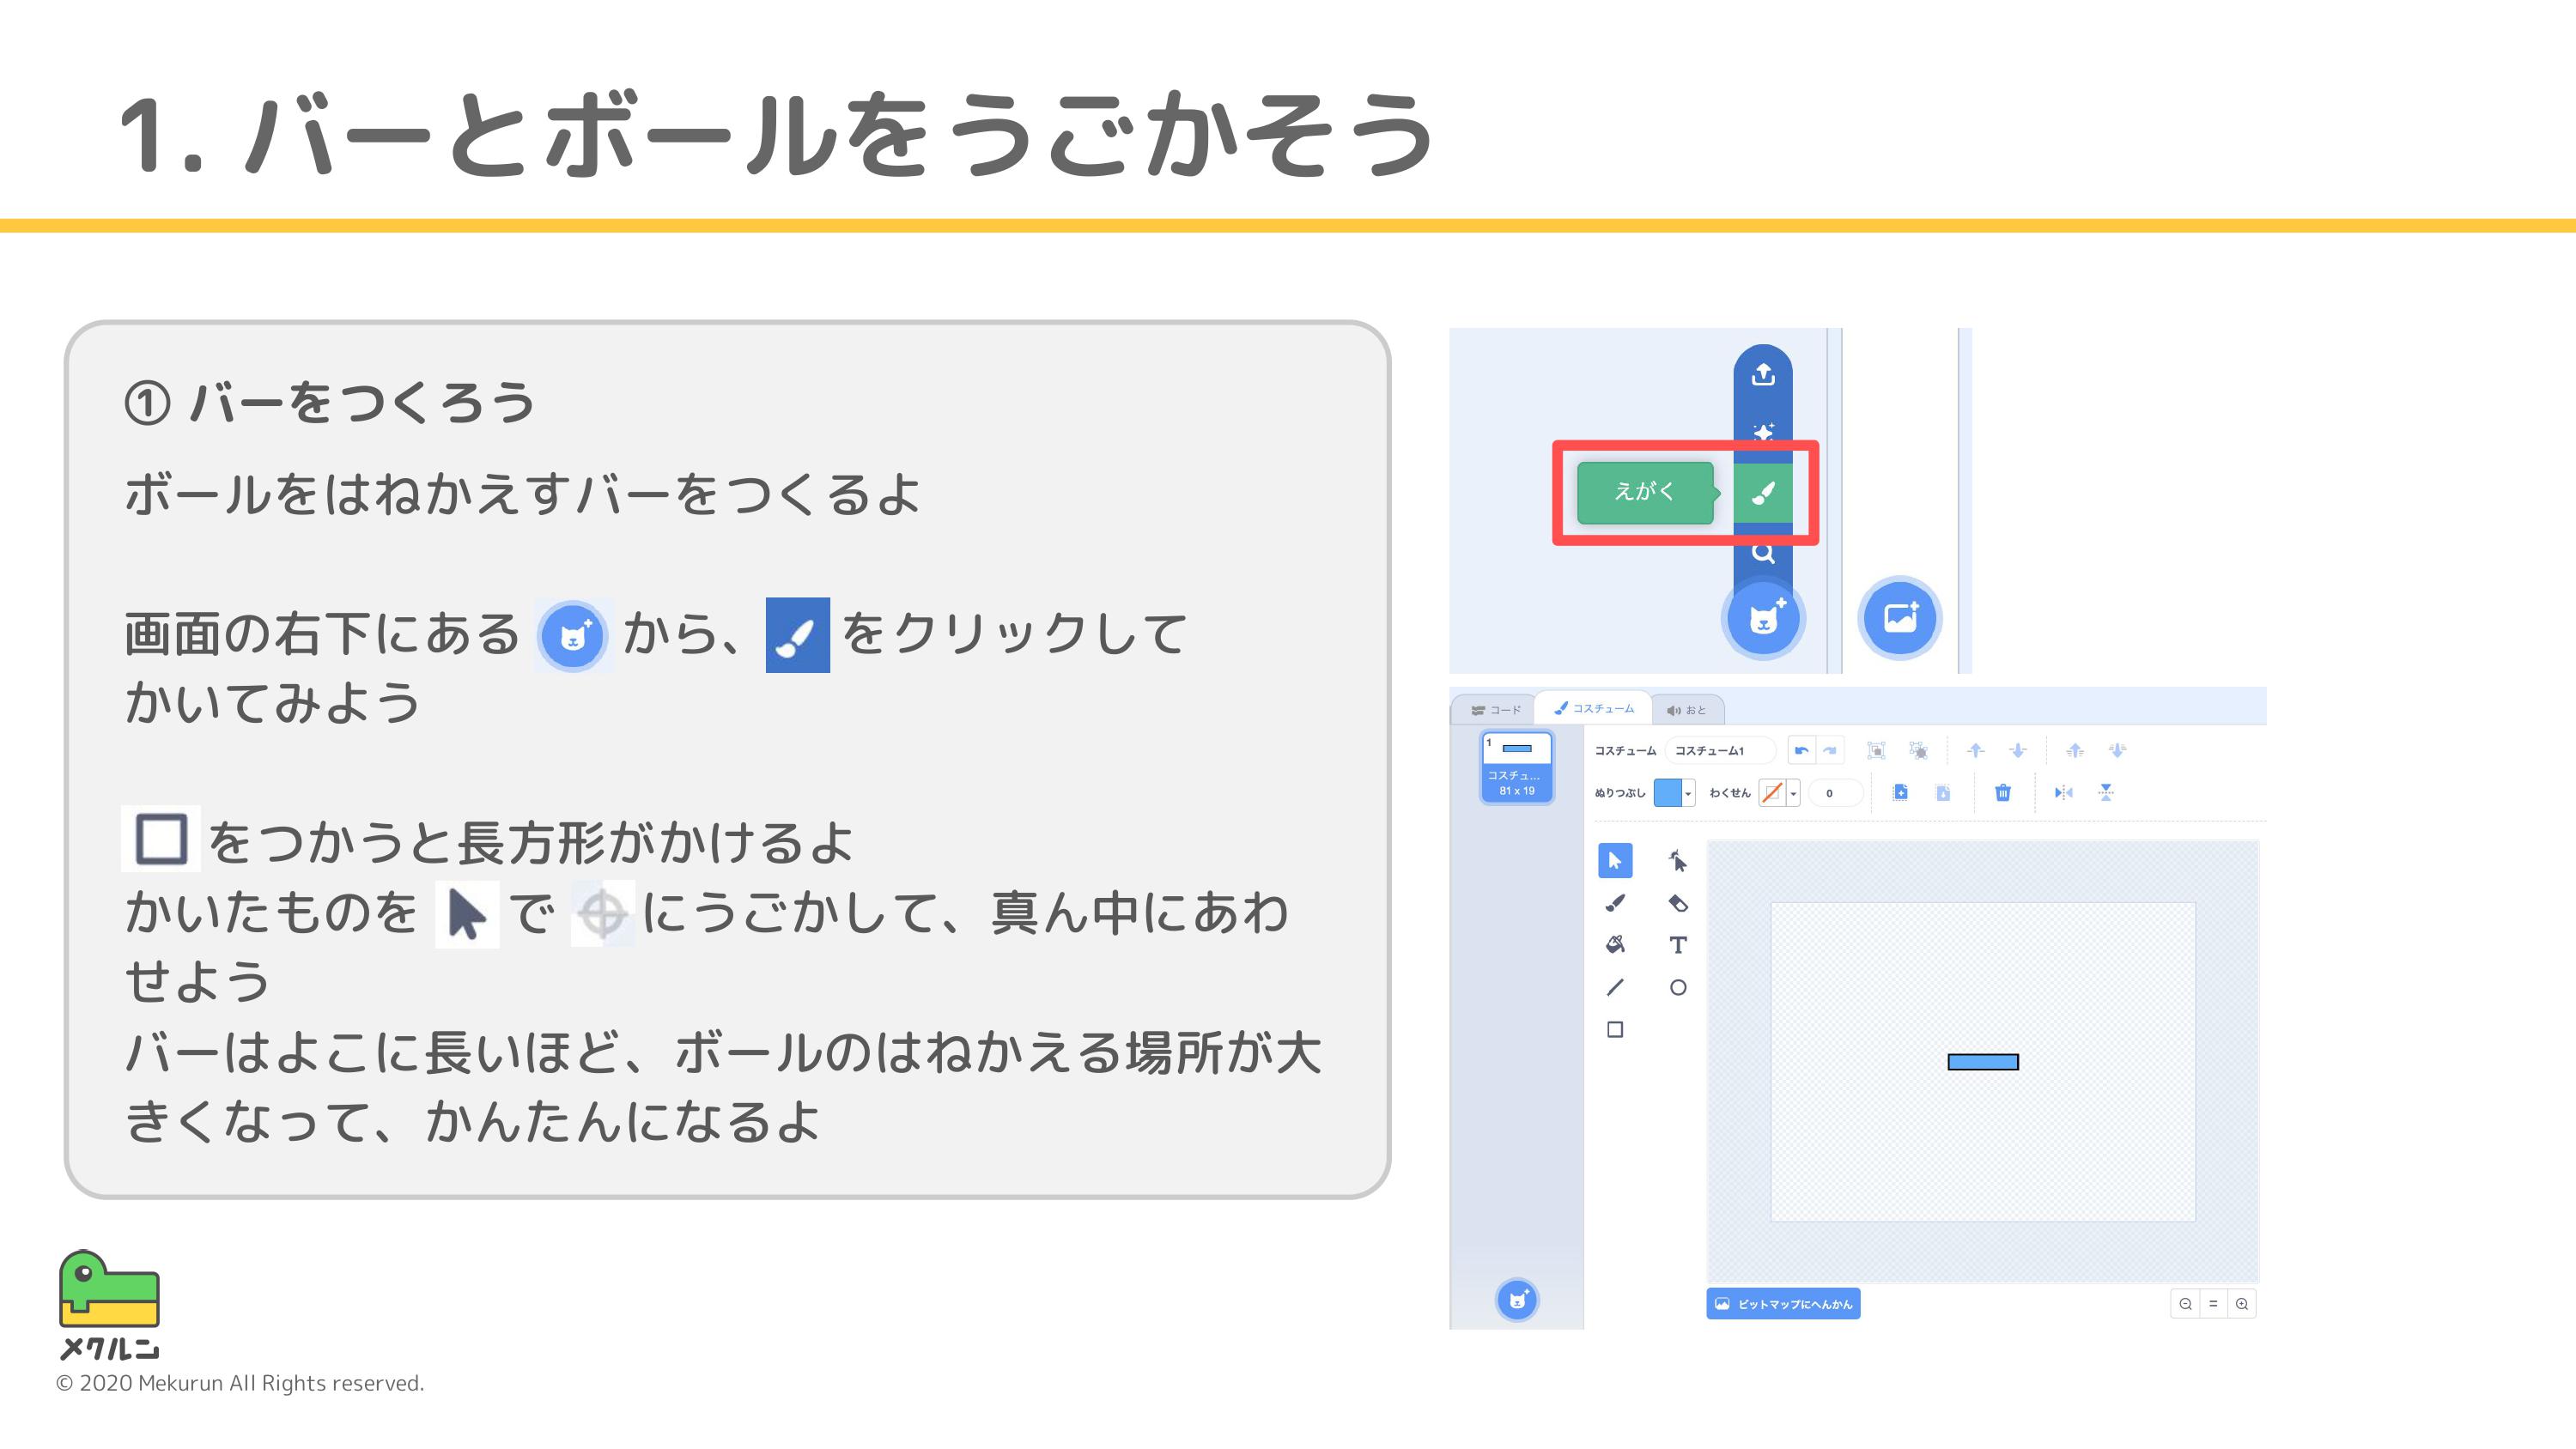 1. バーとボールをうごかそう
① バーをつくろう
ボールをはねかえすバーをつくるよ
画面の右下にある から、 をクリックして
かいてみよう
をつかうと長方形がかけるよ
かいたものを で にうごかして、真ん中にあわ
せよう
バーはよこに長いほど、ボールのはねかえる場所が大
きくなって、かんたんになるよ
えがく
コード コスチューム おと
1
コスチュ...
81 x 19
コスチューム コスチューム1
ぬりつぶし わくせん 0
T
ビットマップにへんかん
メクルン
© 2020 Mekurun All Rights reserved.